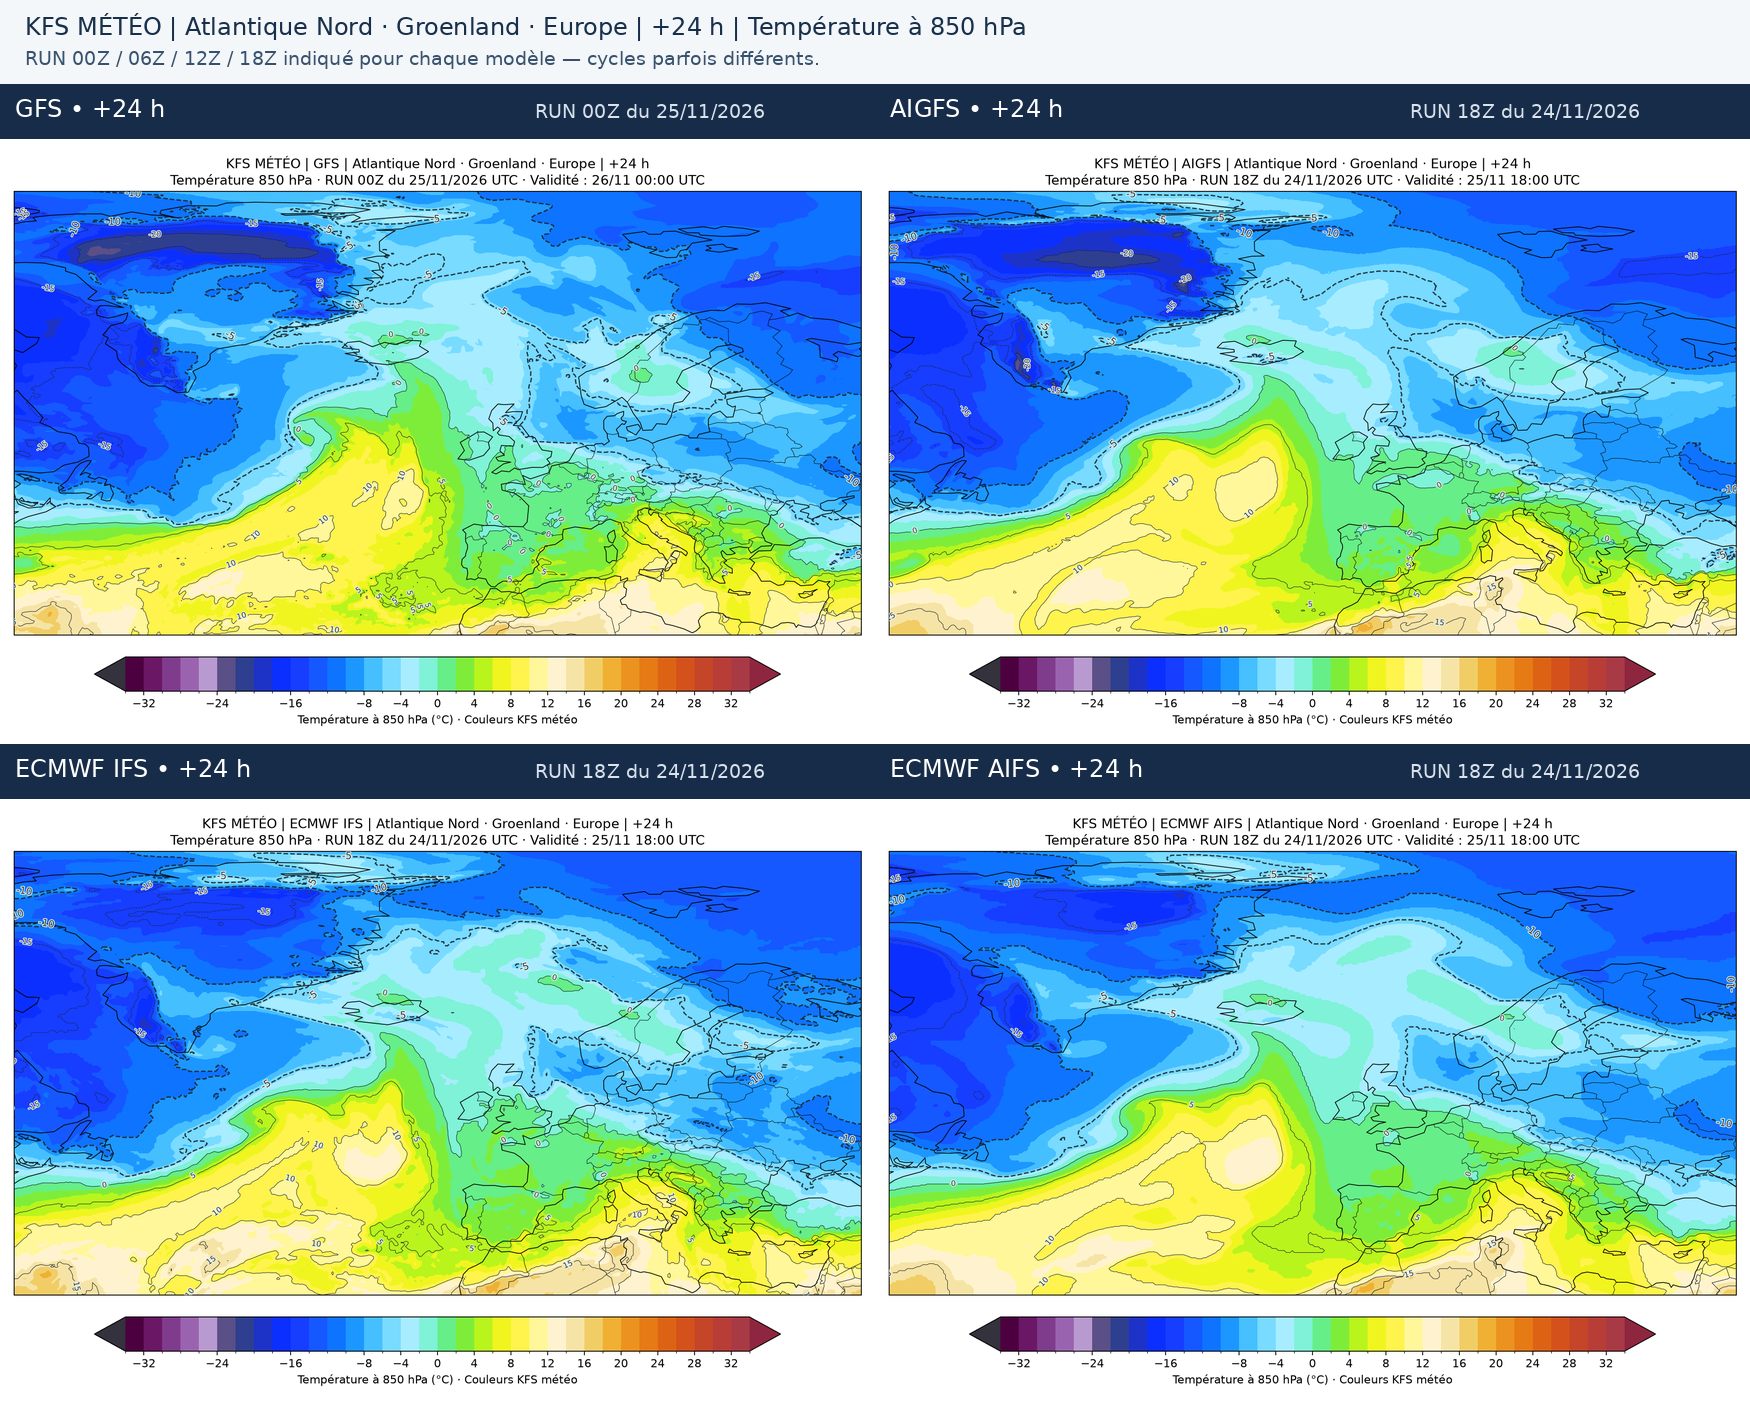 KFS MÉTÉO | Atlantique Nord · Groenland · Europe | +24 h | Température à 850 hPa
RUN 00Z / 06Z / 12Z / 18Z indiqué pour chaque modèle — cycles parfois différents.
GFS • +24 h
RUN 00Z du 25/11/2026
KFS MÉTÉO | GFS | Atlantique Nord · Groenland · Europe | +24 h
Température 850 hPa · RUN 00Z du 25/11/2026 UTC · Validité : 26/11 00:00 UTC
−32 −24 −16 −8 −4 0 4 8 12 16 20 24 28 32
Température à 850 hPa (°C) · Couleurs KFS météo
AIGFS • +24 h
RUN 18Z du 24/11/2026
KFS MÉTÉO | AIGFS | Atlantique Nord · Groenland · Europe | +24 h
Température 850 hPa · RUN 18Z du 24/11/2026 UTC · Validité : 25/11 18:00 UTC
−32 −24 −16 −8 −4 0 4 8 12 16 20 24 28 32
Température à 850 hPa (°C) · Couleurs KFS météo
ECMWF IFS • +24 h
RUN 18Z du 24/11/2026
KFS MÉTÉO | ECMWF IFS | Atlantique Nord · Groenland · Europe | +24 h
Température 850 hPa · RUN 18Z du 24/11/2026 UTC · Validité : 25/11 18:00 UTC
−32 −24 −16 −8 −4 0 4 8 12 16 20 24 28 32
Température à 850 hPa (°C) · Couleurs KFS météo
ECMWF AIFS • +24 h
RUN 18Z du 24/11/2026
KFS MÉTÉO | ECMWF AIFS | Atlantique Nord · Groenland · Europe | +24 h
Température 850 hPa · RUN 18Z du 24/11/2026 UTC · Validité : 25/11 18:00 UTC
−32 −24 −16 −8 −4 0 4 8 12 16 20 24 28 32
Température à 850 hPa (°C) · Couleurs KFS météo